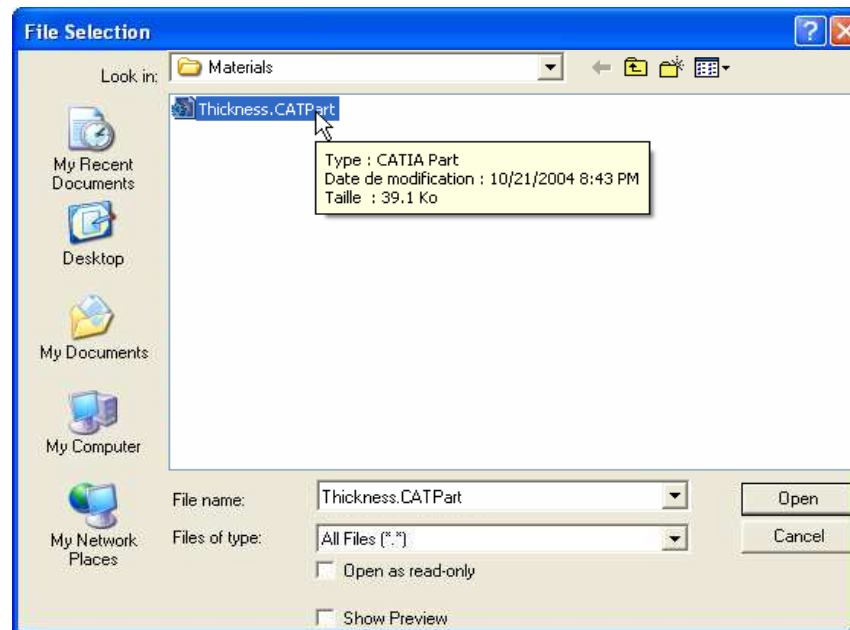 File Selection
Look in:
Materials
Thickness.CATPart
Type : CATIA Part
Date de modification : 10/21/2004 8:43 PM
Taille : 39.1 Ko
My Recent
Documents
Desktop
My Documents
My Computer
My Network
Places
File name:
Thickness.CATPart
Open
Files of type:
All Files (*.*)
Cancel
Open as read-only
Show Preview